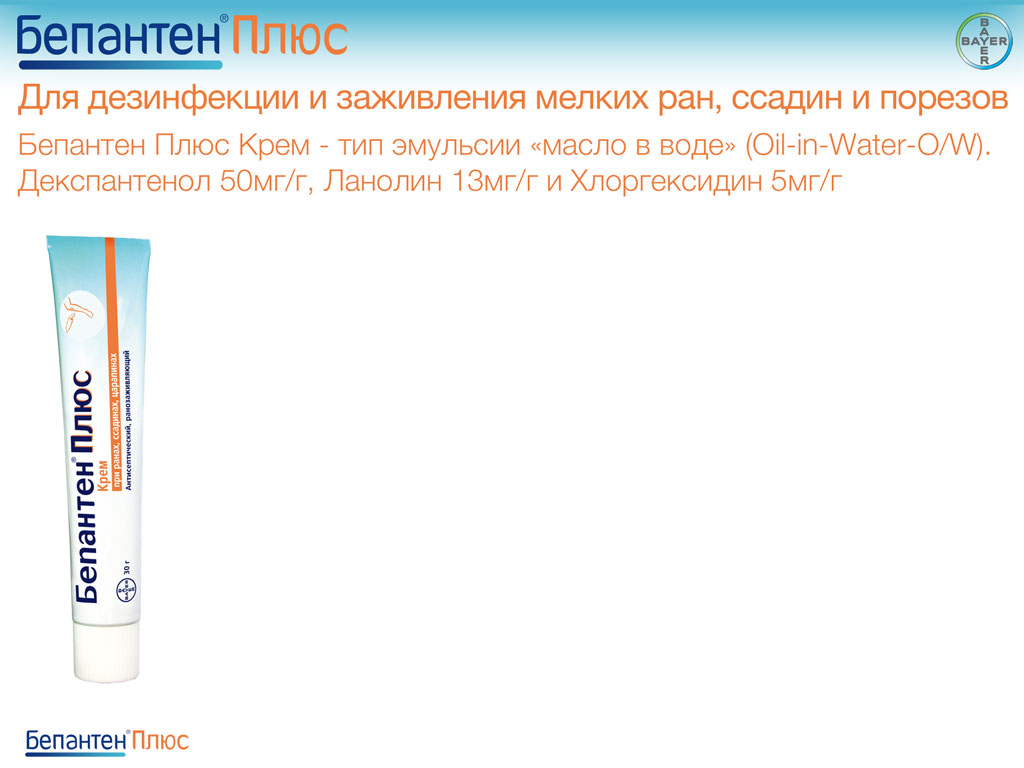 Бепантен® Плюс
BAYER
BAYER
Для дезинфекции и заживления мелких ран, ссадин и порезов
Бепантен Плюс Крем - тип эмульсии «масло в воде» (Oil-in-Water-O/W).
Декспантенол 50мг/г, Ланолин 13мг/г и Хлоргексидин 5мг/г
Бепантен® Плюс
Крем
при ранах, ссадинах, царапинах
Антисептический, ранозаживляющий
BAYER
BAYER
30 г
Бепантен® Плюс